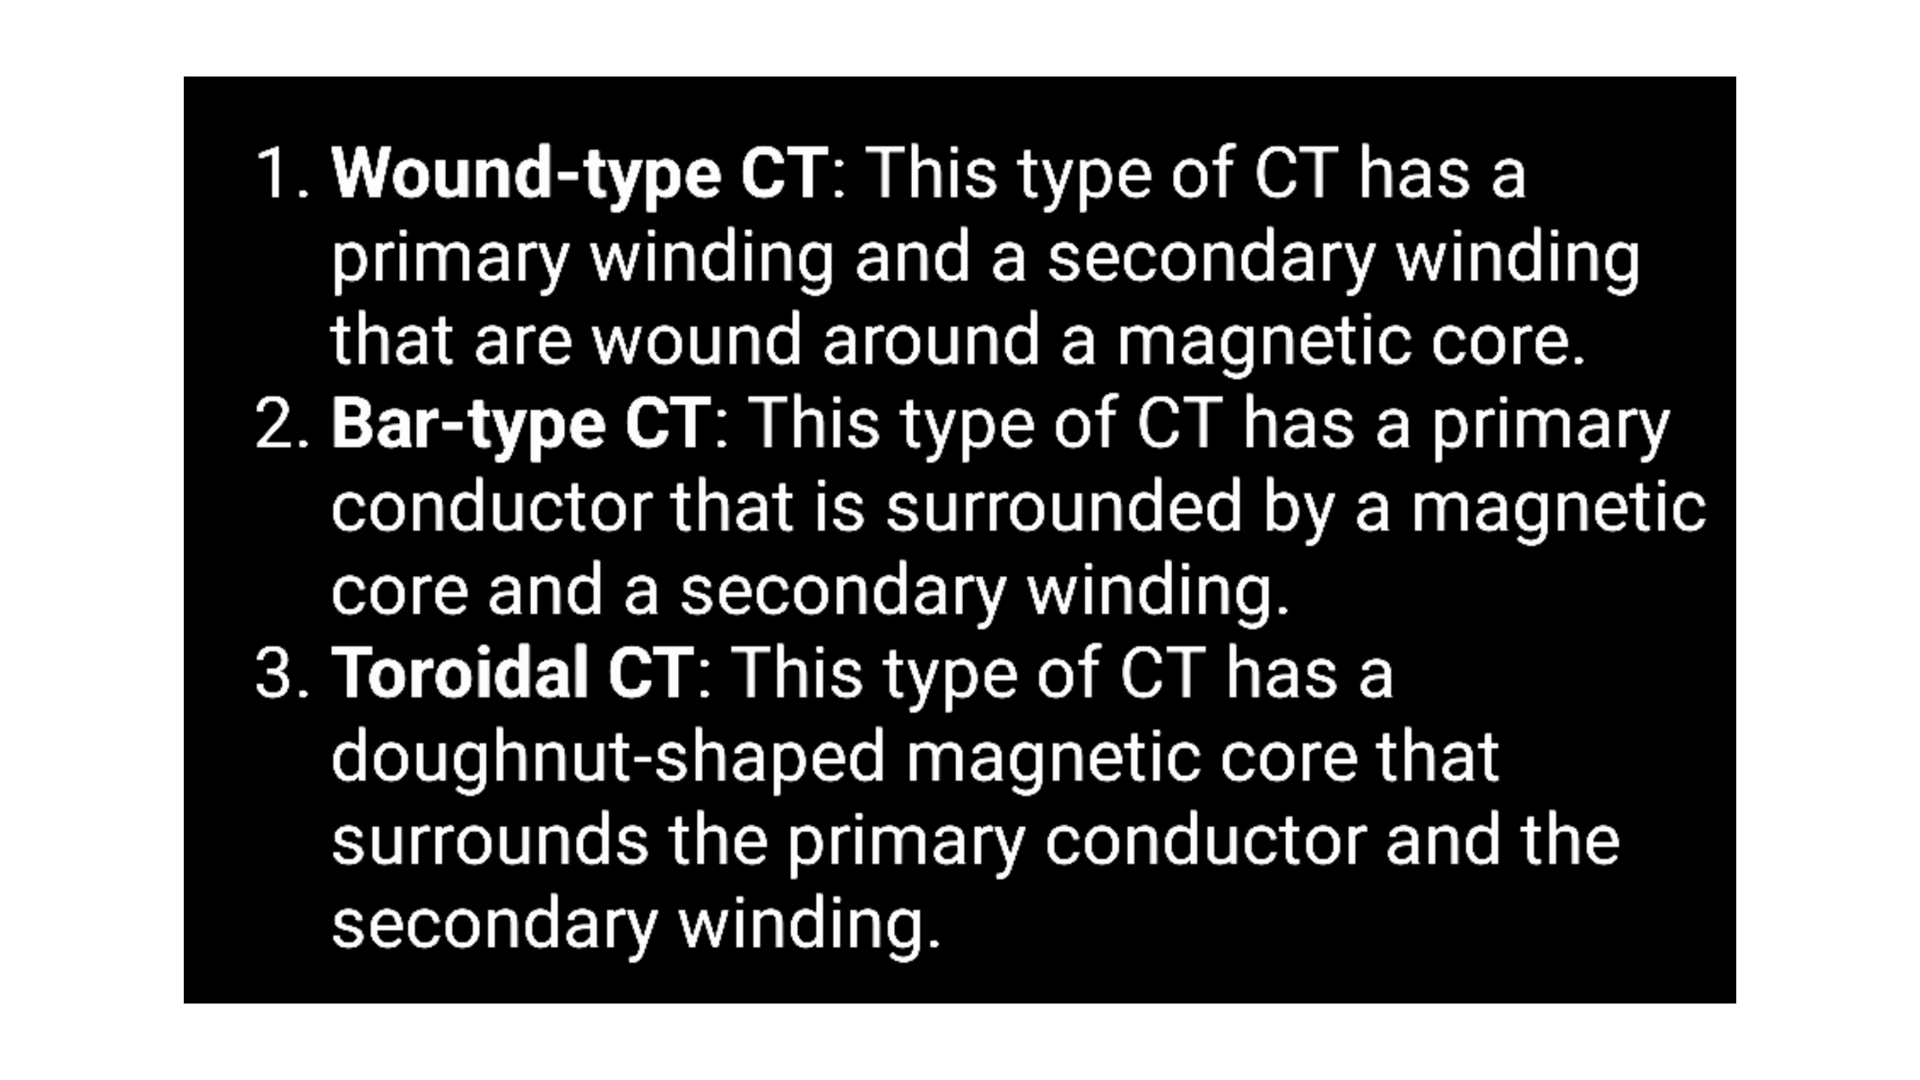 1. Wound-type CT: This type of CT has a
primary winding and a secondary winding
that are wound around a magnetic core.
2. Bar-type CT: This type of CT has a primary
conductor that is surrounded by a magnetic
core and a secondary winding.
3. Toroidal CT: This type of CT has a
doughnut-shaped magnetic core that
surrounds the primary conductor and the
secondary winding.